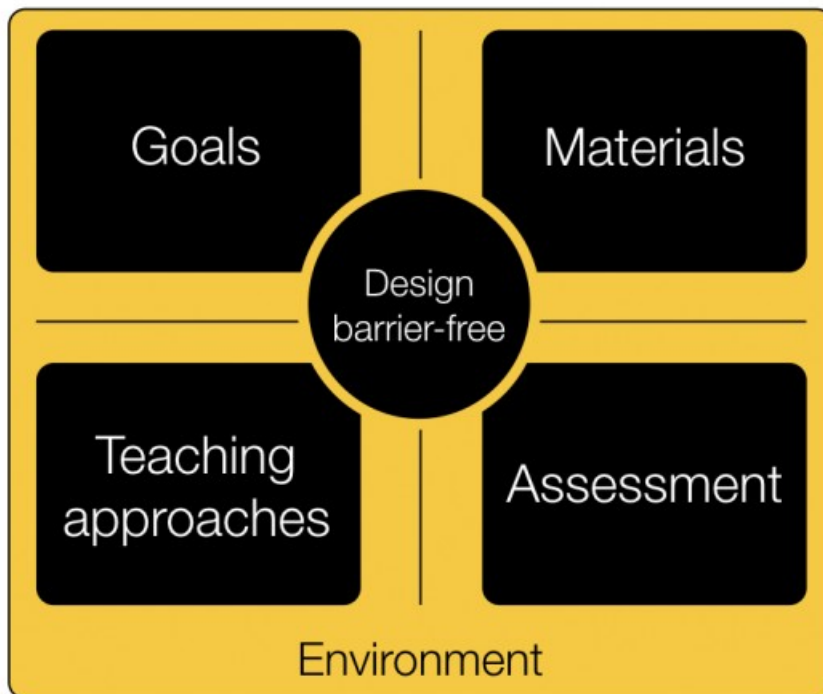 Goals
Materials
Design
barrier-free
Teaching
approaches
Assessment
Environment